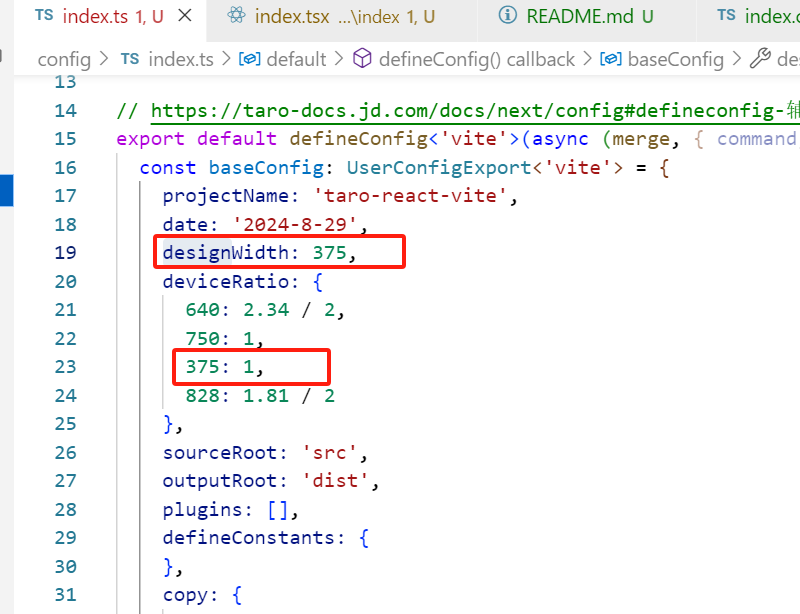 TS index.ts 1, U × index.tsx ...\index 1, U README.md U TS index.
config > TS index.ts > default > defineConfig() callback > baseConfig >
13
14 // https://taro-docs.jd.com/docs/next/config#defineconfig-辅
15 export default defineConfig<'vite'>(async (merge, { command
16 const baseConfig: UserConfigExport<'vite'> = {
17 projectName: 'taro-react-vite',
18 date: '2024-8-29',
19 designWidth: 375,
20 deviceRatio: {
21 640: 2.34 / 2,
22 750: 1,
23 375: 1,
24 828: 1.81 / 2
25 },
26 sourceRoot: 'src',
27 outputRoot: 'dist',
28 plugins: [],
29 defineConstants: {
30 },
31 copy: {